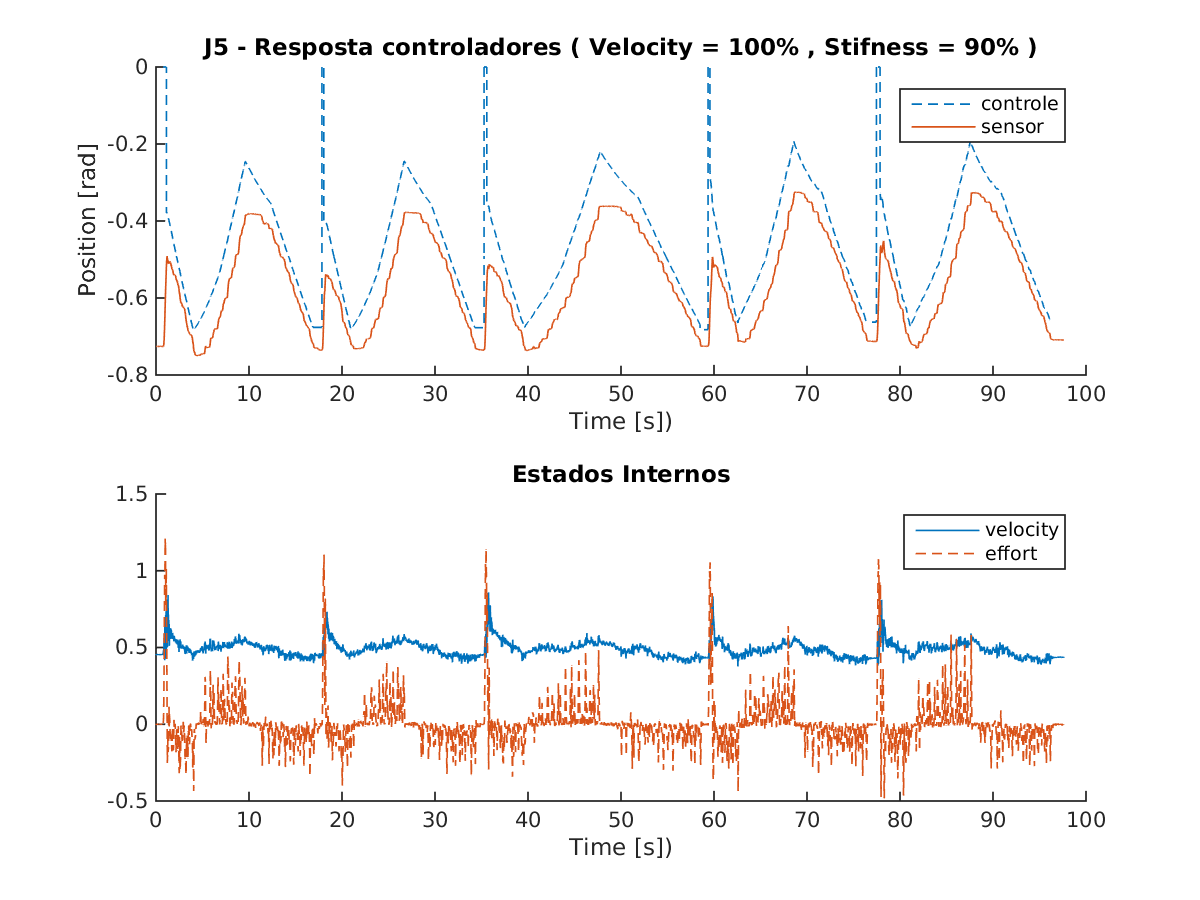 J5 - Resposta controladores ( Velocity = 100% , Stifness = 90% )
0
-0.2
-0.4
-0.6
-0.8
Position [rad]
controle
sensor
0 10 20 30 40 50 60 70 80 90 100
Time [s])
Estados Internos
1.5
1
0.5
0
-0.5
velocity
effort
0 10 20 30 40 50 60 70 80 90 100
Time [s])